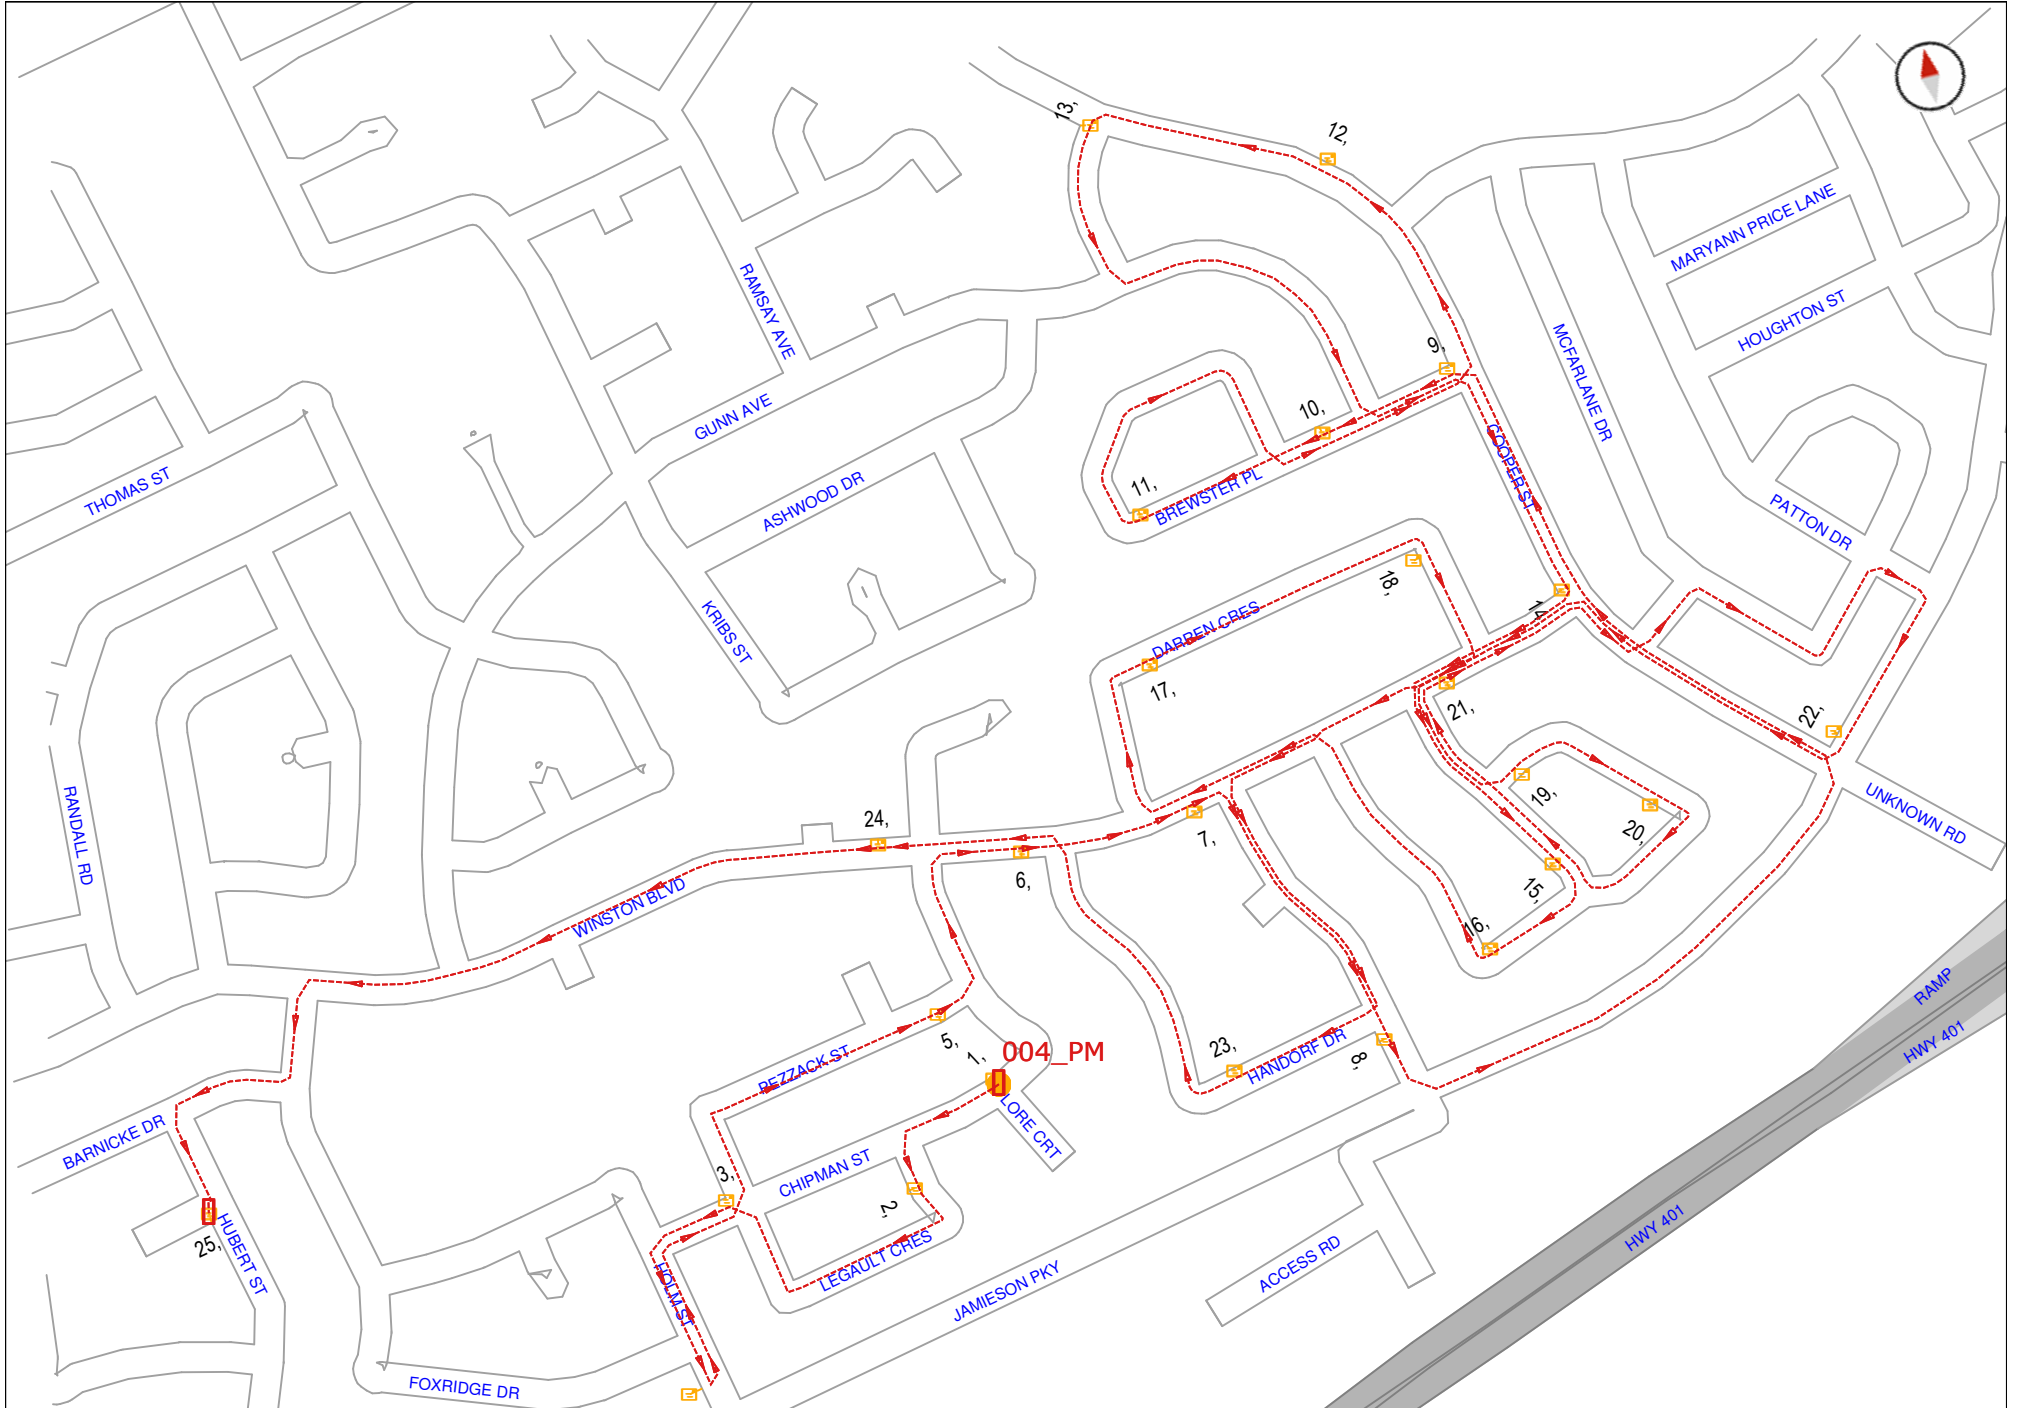 13,
12,
MARYANN PRICE LANE
RAMSAY AVE
HOUGHTON ST
MCFARLANE DR
9,
GUNN AVE
10,
THOMAS ST
ASHWOOD DR
11,
BREWSTER PL
COOPER ST
PATTON DR
18,
14,
KRIBS ST
DARREN CRES
17,
21,
22,
RANDALL RD
24,
7,
19,
20,
UNKNOWN RD
6,
15,
WINSTON BLVD
16,
RAMP
HWY 401
5,
1,
004_PM
23,
HANDORF DR
8,
PEZZACK ST
LORE CRT
BARNICKE DR
3,
CHIPMAN ST
2,
25,
HUBERT ST
LEGAULT CRES
HOLM ST
JAMIESON PKY
ACCESS RD
HWY 401
FOXRIDGE DR